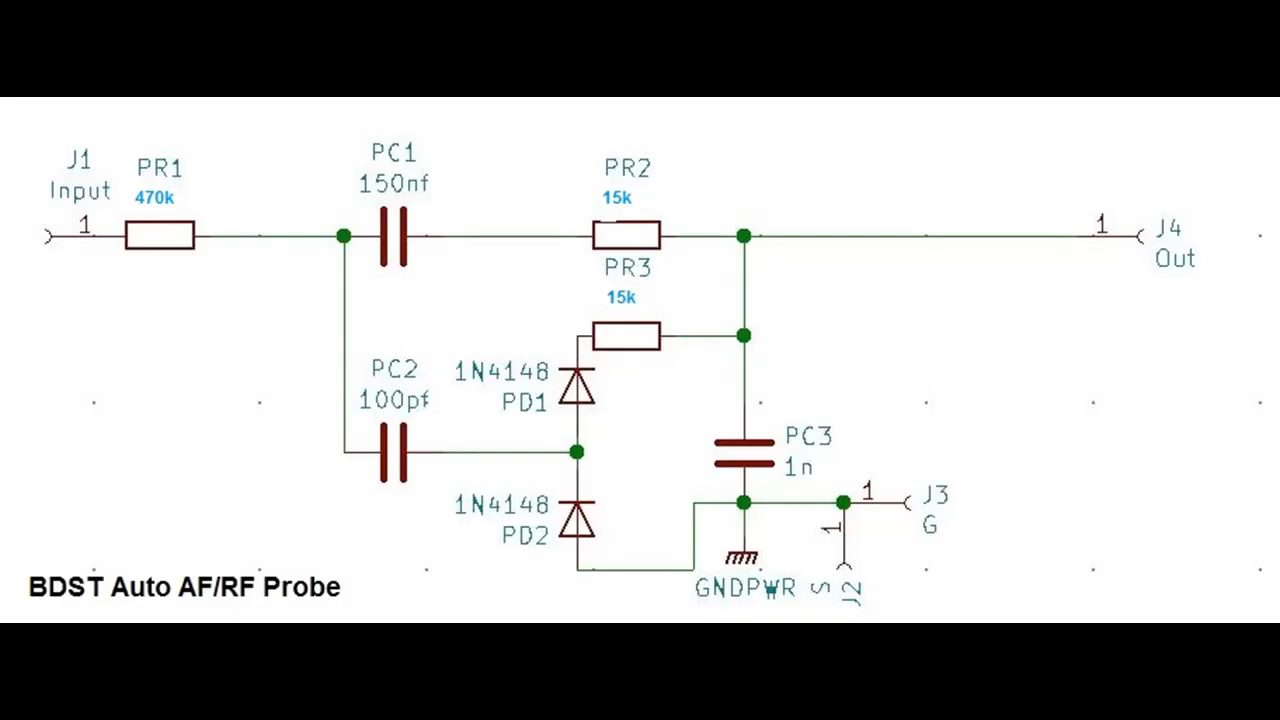 J1
Input
1
PR1
470k
PC1
150nf
PR2
15k
1
J4
Out
PR3
15k
1N4148
PD1
PC2
100pf
PC3
1n
1N4148
PD2
1
J3
G
1
GNDPWR
S
J2
BDST Auto AF/RF Probe